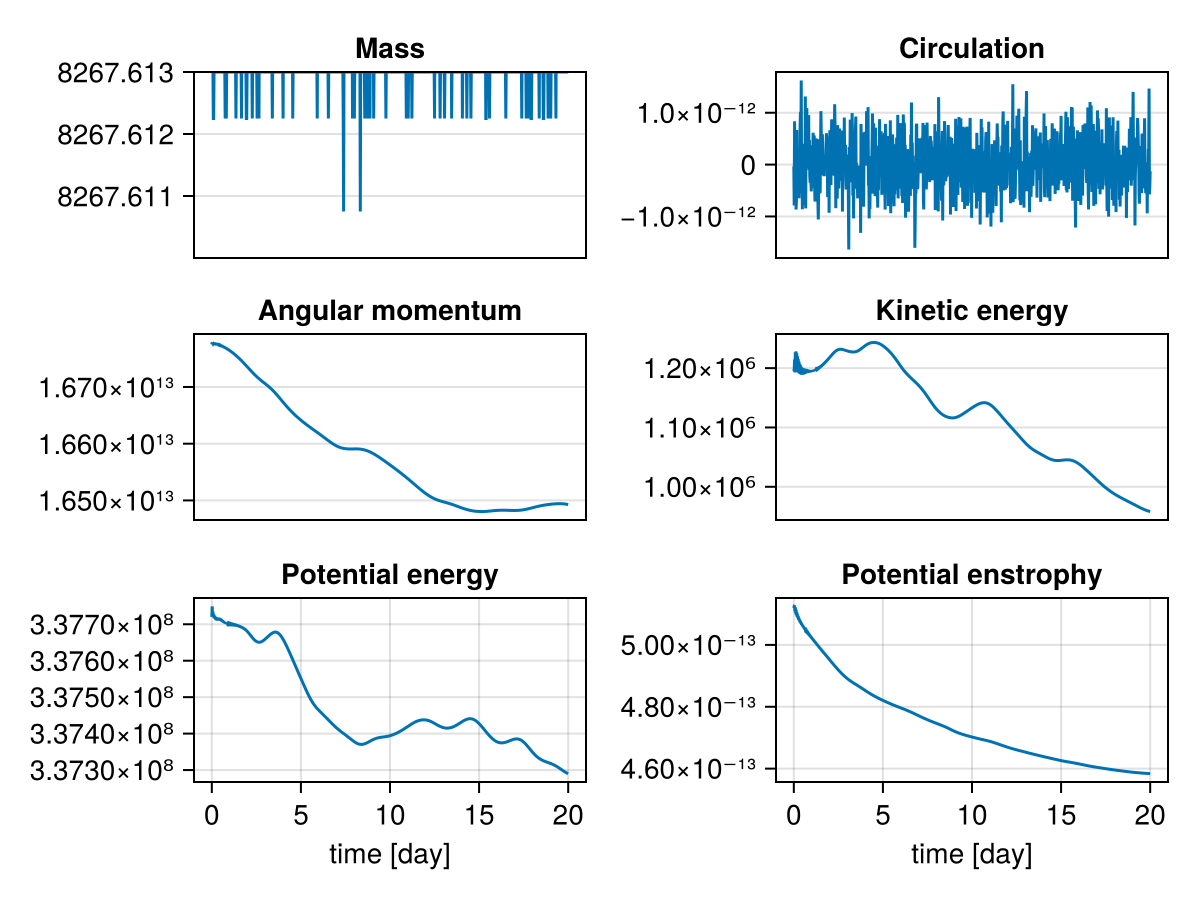 Mass
8267.613
8267.612
8267.611
Circulation
1.0×10⁻¹²
0
−1.0×10⁻¹²
Angular momentum
1.670×10¹³
1.660×10¹³
1.650×10¹³
Kinetic energy
1.20×10⁶
1.10×10⁶
1.00×10⁶
Potential energy
3.3770×10⁸
3.3760×10⁸
3.3750×10⁸
3.3740×10⁸
3.3730×10⁸
0 5 10 15 20
time [day]
Potential enstrophy
5.00×10⁻¹³
4.80×10⁻¹³
4.60×10⁻¹³
0 5 10 15 20
time [day]